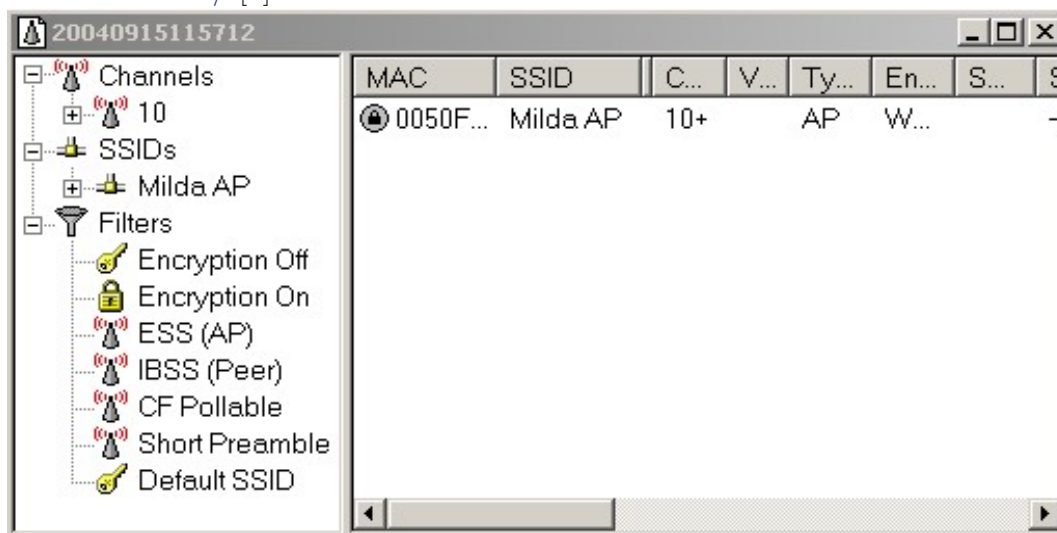 20040915115712
Channels
10
SSIDs
Milda AP
Filters
Encryption Off
Encryption On
ESS (AP)
IBSS (Peer)
CF Pollable
Short Preamble
Default SSID
MAC SSID C... V... Ty... En... S...
0050F... Milda AP 10+ AP W...